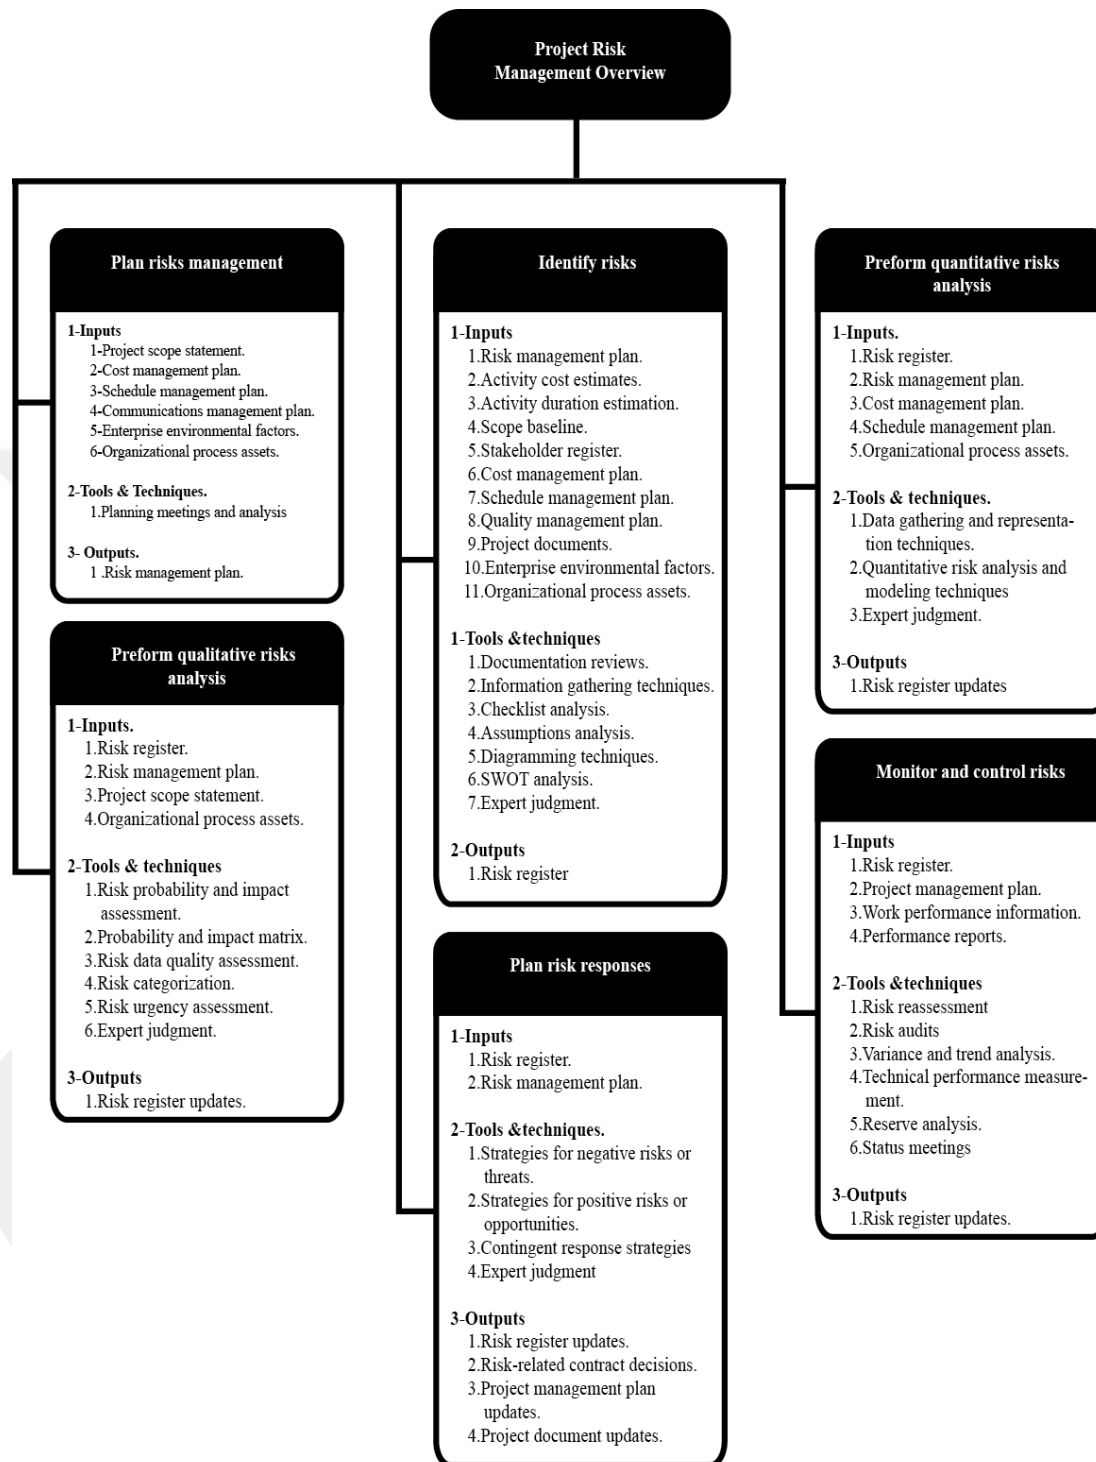 Project Risk
Management Overview
Plan risks management
1-Inputs
1-Project scope statement.
2-Cost management plan.
3-Schedule management plan.
4-Communications management plan.
5-Enterprise environmental factors.
6-Organizational process assets.
2-Tools & Techniques.
1.Planning meetings and analysis
3- Outputs.
1 .Risk management plan.
Preform qualitative risks
analysis
1-Inputs.
1.Risk register.
2.Risk management plan.
3.Project scope statement.
4.Organizational process assets.
2-Tools & techniques
1.Risk probability and impact
assessment.
2.Probability and impact matrix.
3.Risk data quality assessment.
4.Risk categorization.
5.Risk urgency assessment.
6.Expert judgment.
3-Outputs
1.Risk register updates.
Identify risks
1-Inputs
1.Risk management plan.
2.Activity cost estimates.
3.Activity duration estimation.
4.Scope baseline.
5.Stakeholder register.
6.Cost management plan.
7.Schedule management plan.
8.Quality management plan.
9.Project documents.
10.Enterprise environmental factors.
11.Organizational process assets.
1-Tools &techniques
1.Documentation reviews.
2.Information gathering techniques.
3.Checklist analysis.
4.Assumptions analysis.
5.Diagramming techniques.
6.SWOT analysis.
7.Expert judgment.
2-Outputs
1.Risk register
Plan risk responses
1-Inputs
1.Risk register.
2.Risk management plan.
2-Tools &techniques.
1.Strategies for negative risks or
threats.
2.Strategies for positive risks or
opportunities.
3.Contingent response strategies
4.Expert judgment
3-Outputs
1.Risk register updates.
2.Risk-related contract decisions.
3.Project management plan
updates.
4.Project document updates.
Preform quantitative risks
analysis
1-Inputs.
1.Risk register.
2.Risk management plan.
3.Cost management plan.
4.Schedule management plan.
5.Organizational process assets.
2-Tools & techniques.
1.Data gathering and representa-
tion techniques.
2.Quantitative risk analysis and
modeling techniques
3.Expert judgment.
3-Outputs
1.Risk register updates
Monitor and control risks
1-Inputs
1.Risk register.
2.Project management plan.
3.Work performance information.
4.Performance reports.
2-Tools &techniques
1.Risk reassessment
2.Risk audits
3.Variance and trend analysis.
4.Technical performance measure-
ment.
5.Reserve analysis.
6.Status meetings
3-Outputs
1.Risk register updates.